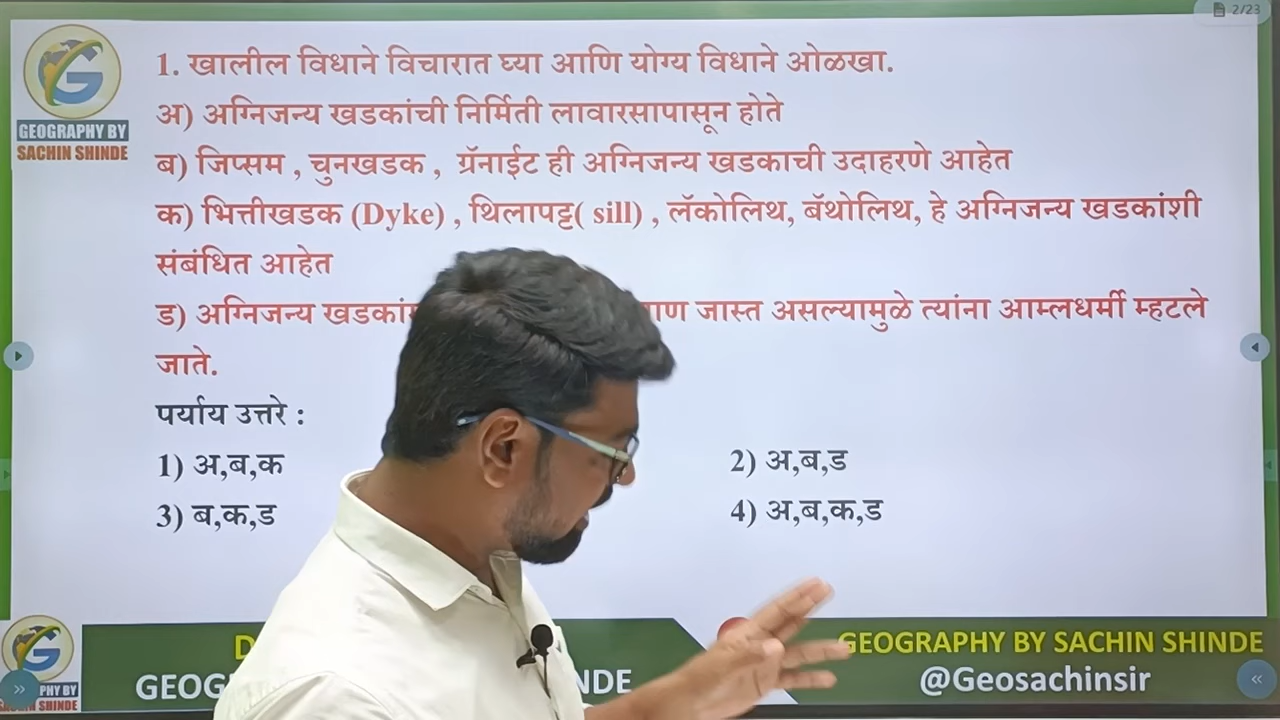 2/23
GEOGRAPHY BY
SACHIN SHINDE
1. खालील विधाने विचारात घ्या आणि योग्य विधाने ओळखा.
अ) अग्निजन्य खडकांची निर्मिती लावारसापासून होते
ब) जिप्सम , चुनखडक , ग्रॅनाईट ही अग्निजन्य खडकाची उदाहरणे आहेत
क) भित्तीखडक (Dyke) , थिलापट्ट( sill) , लॅकोलिथ, बॅथोलिथ, हे अग्निजन्य खडकांशी
संबंधित आहेत
ड) अग्निजन्य जास्त असल्यामुळे त्यांना आम्लधर्मी म्हटले
जाते.
पर्याय उत्तरे :
1) अ,ब,क 2) अ,ब,ड
3) ब,क,ड 4) अ,ब,क,ड
GEOGRAPHY BY SACHIN SHINDE
@Geosachinsir